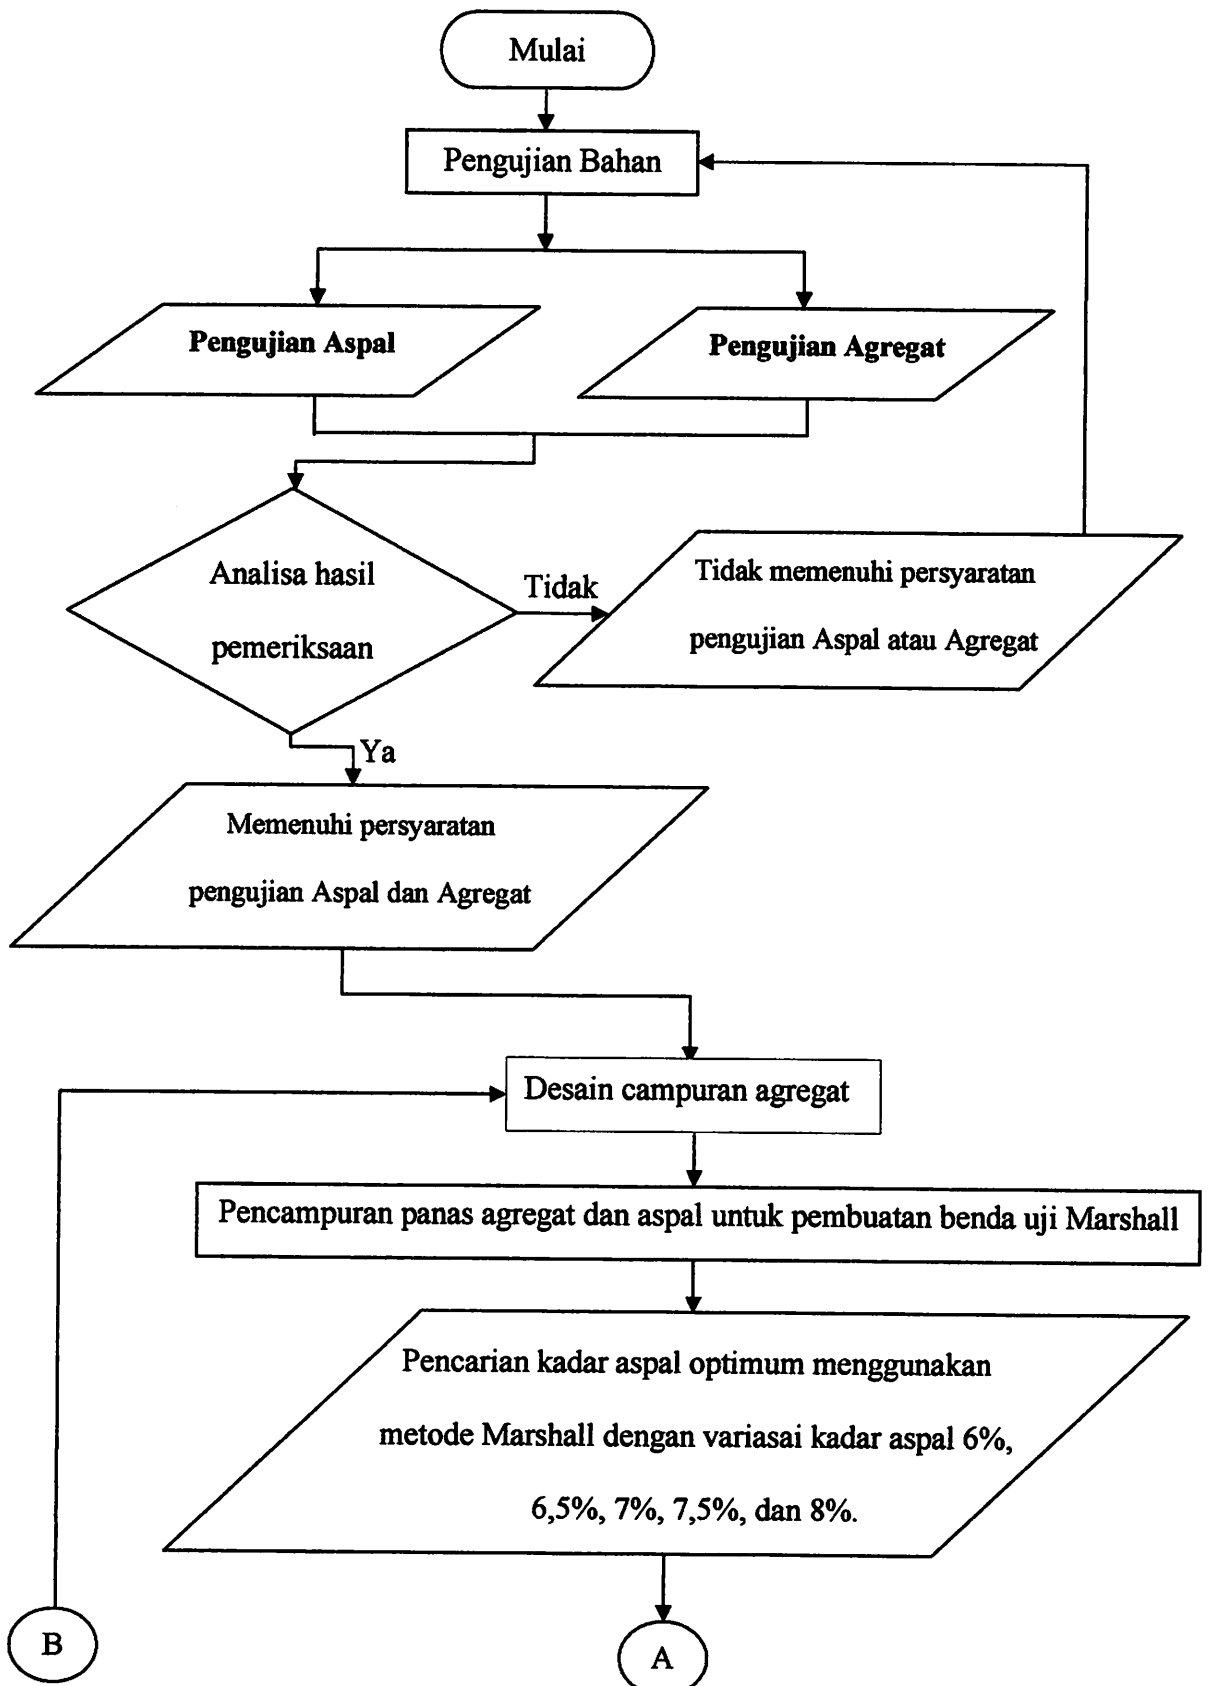 Mulai
Pengujian Bahan
Pengujian Aspal
Pengujian Agregat
Analisa hasil
pemeriksaan
Tidak
Tidak memenuhi persyaratan
pengujian Aspal atau Agregat
Ya
Memenuhi persyaratan
pengujian Aspal dan Agregat
Desain campuran agregat
Pencampuran panas agregat dan aspal untuk pembuatan benda uji Marshall
Pencarian kadar aspal optimum menggunakan
metode Marshall dengan variasai kadar aspal 6%,
6,5%, 7%, 7,5%, dan 8%.
B
A